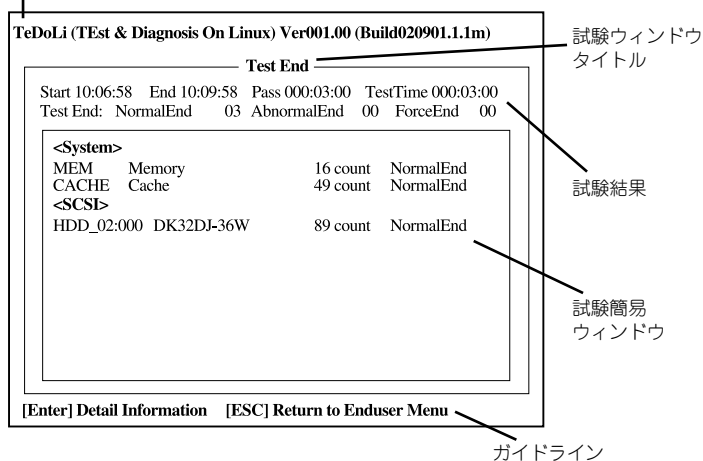 TeDoLi (TEst & Diagnosis On Linux) Ver001.00 (Build020901.1.1m)
試験ウィンドウ
タイトル
Test End
Start 10:06:58 End 10:09:58 Pass 000:03:00 TestTime 000:03:00
Test End: NormalEnd 03 AbnormalEnd 00 ForceEnd 00
試験結果
<System>
MEM Memory 16 count NormalEnd
CACHE Cache 49 count NormalEnd
<SCSI>
HDD_02:000 DK32DJ-36W 89 count NormalEnd
試験簡易
ウィンドウ
[Enter] Detail Information [ESC] Return to Enduser Menu
ガイドライン